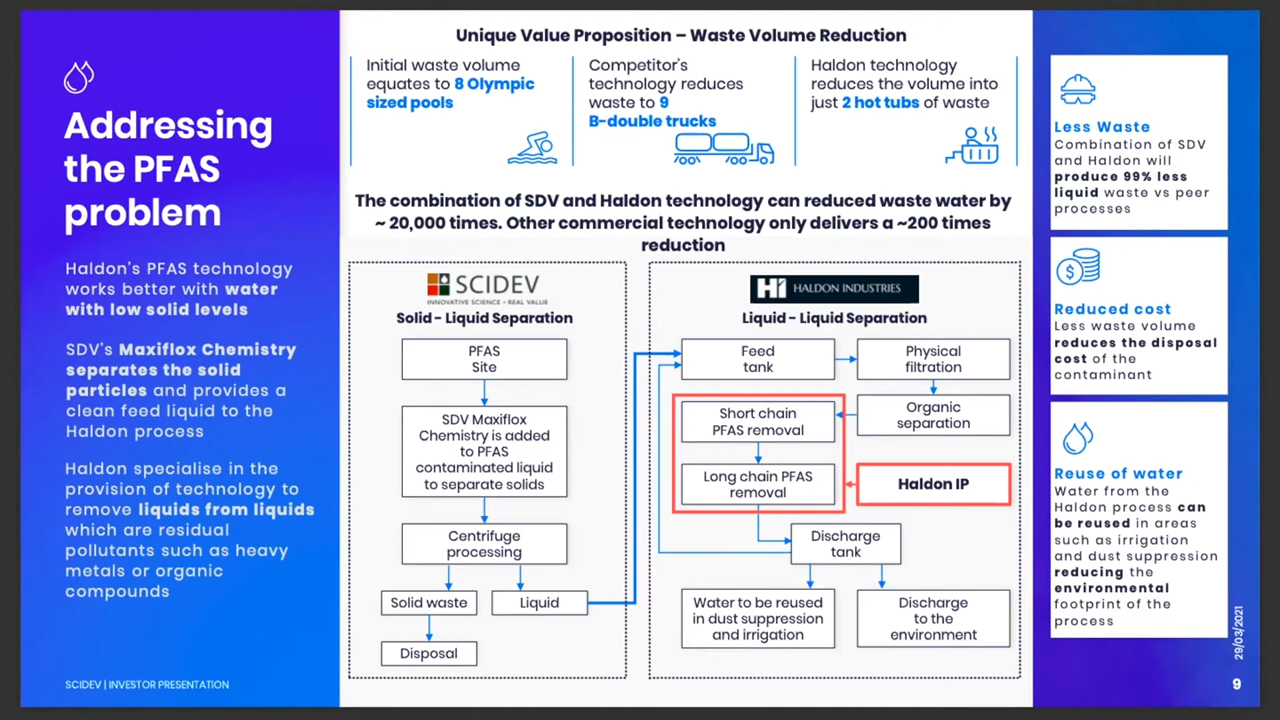 Addressing
the PFAS
problem
Haldon's PFAS technology
works better with water
with low solid levels
SDV's Maxiflox Chemistry
separates the solid
particles and provides a
clean feed liquid to the
Haldon process
Haldon specialise in the
provision of technology to
remove liquids from liquids
which are residual
pollutants such as heavy
metals or organic
compounds
SCIDEV | INVESTOR PRESENTATION
Unique Value Proposition – Waste Volume Reduction
Initial waste volume
equates to 8 Olympic
sized pools
Competitor's
technology reduces
waste to 9
B-double trucks
Haldon technology
reduces the volume into
just 2 hot tubs of waste
The combination of SDV and Haldon technology can reduced waste water by
~ 20,000 times. Other commercial technology only delivers a ~200 times
reduction
SCIDEV
INNOVATIVE SCIENCE • REAL VALUE
Solid - Liquid Separation
PFAS
Site
SDV Maxiflox
Chemistry is added
to PFAS
contaminated liquid
to separate solids
Centrifuge
processing
Solid waste
Liquid
Disposal
Hi HALDON INDUSTRIES
Liquid - Liquid Separation
Feed
tank
Physical
filtration
Short chain
PFAS removal
Organic
separation
Long chain PFAS
removal
Haldon IP
Discharge
tank
Water to be reused
in dust suppression
and irrigation
Discharge
to the
environment
Less Waste
Combination of SDV
and Haldon will
produce 99% less
liquid waste vs peer
processes
Reduced cost
Less waste volume
reduces the disposal
cost of the
contaminant
Reuse of water
Water from the
Haldon process can
be reused in areas
such as irrigation
and dust suppression
reducing the
environmental
footprint of the
process
29/03/2021
9